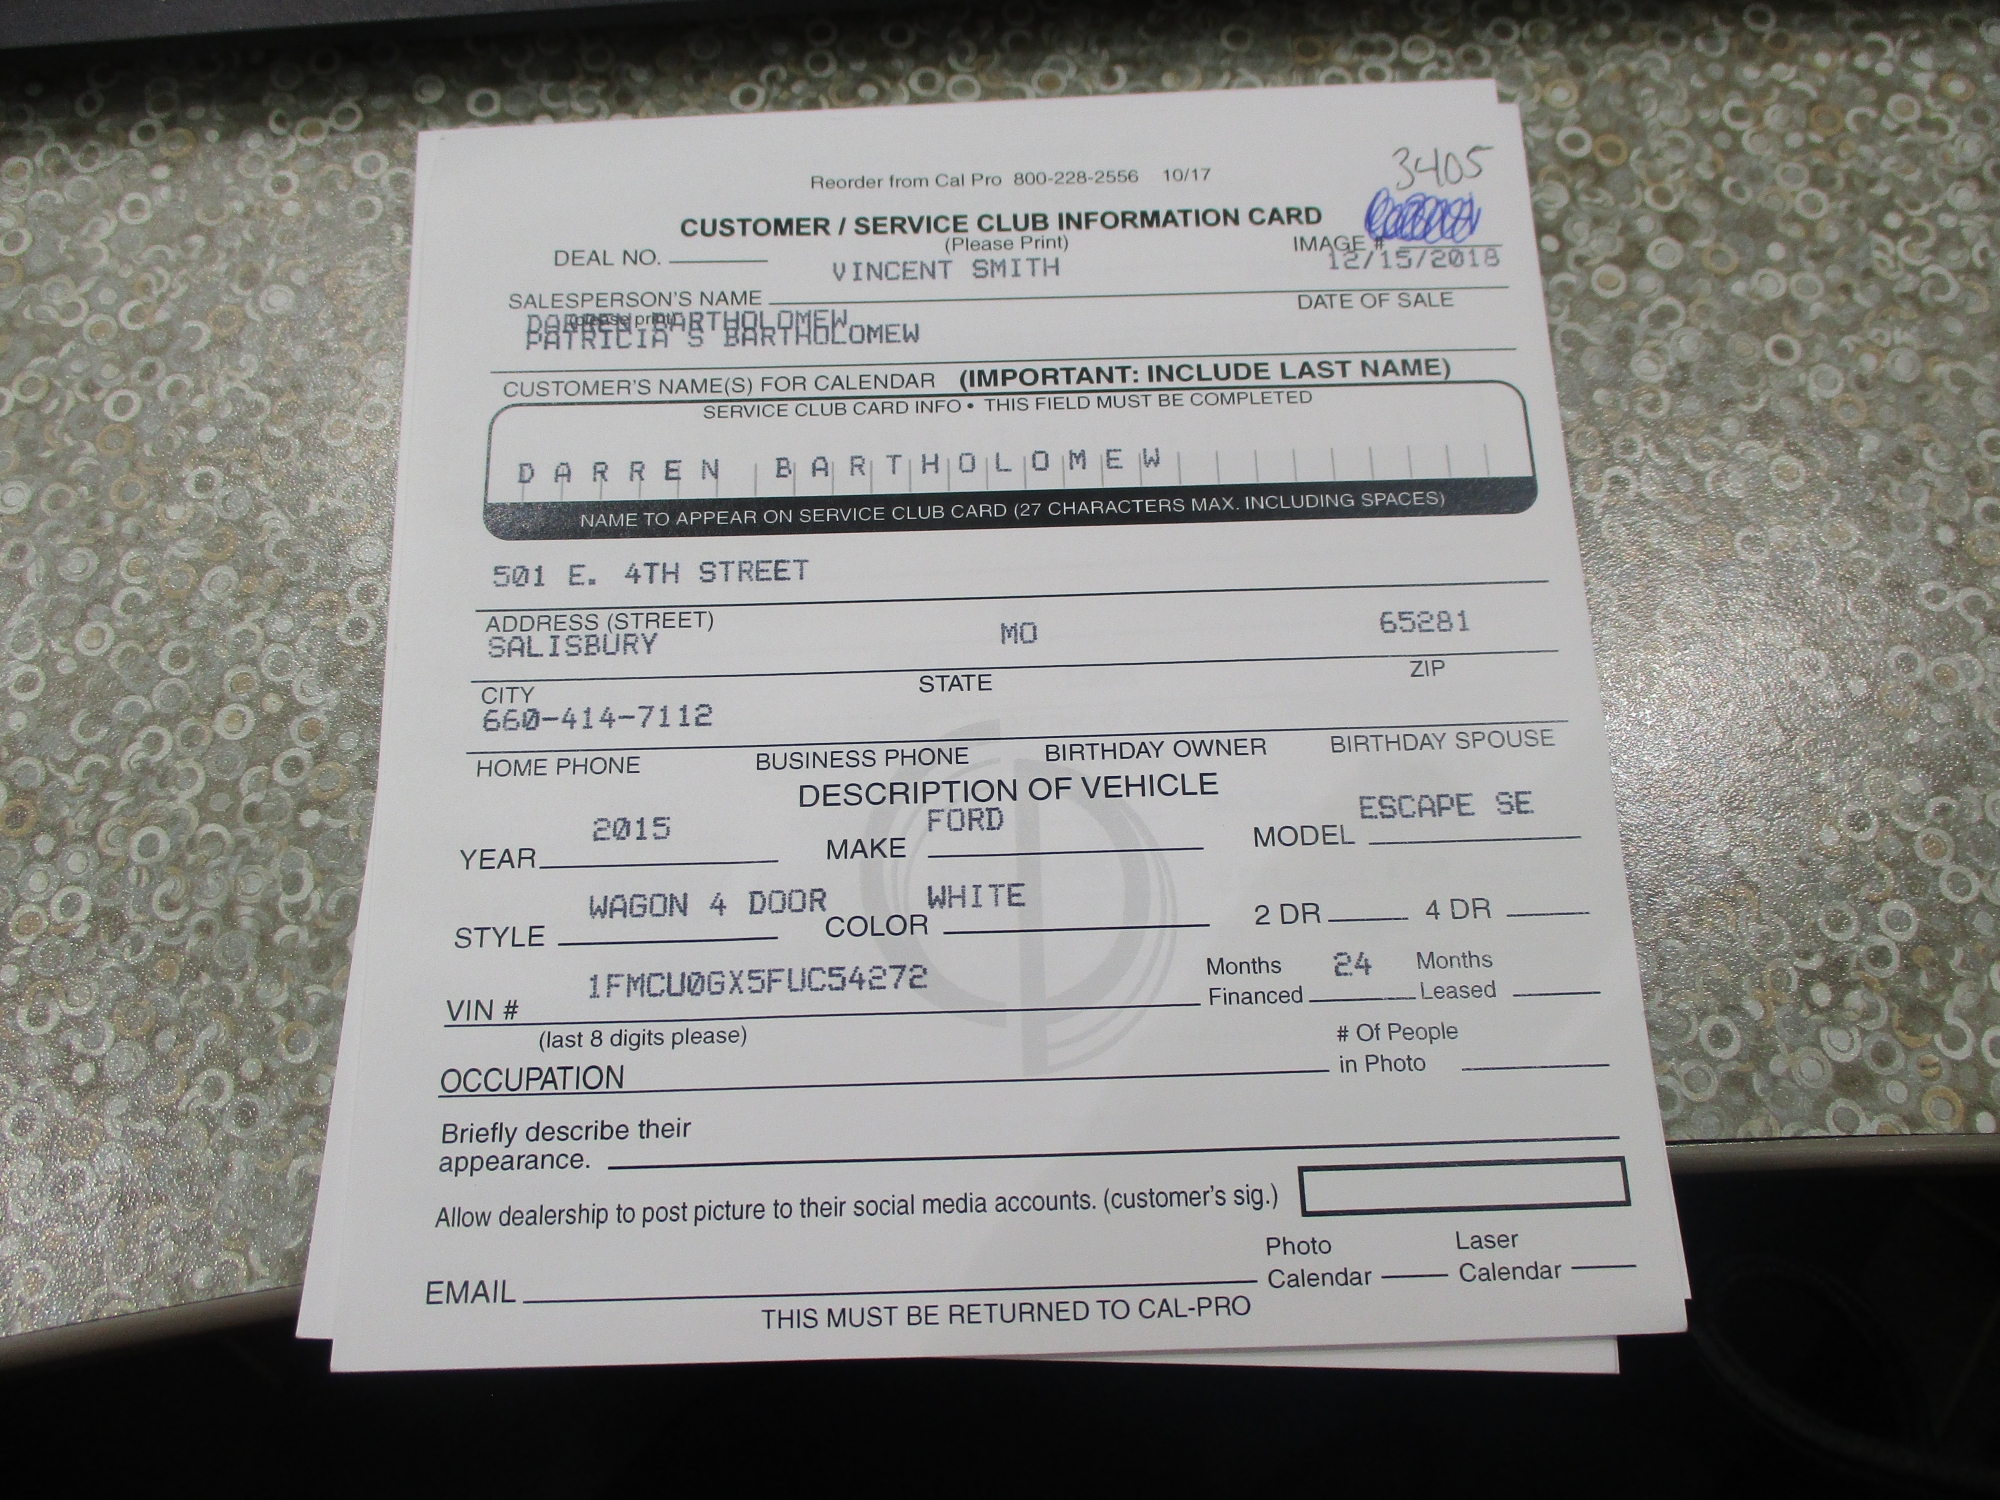 Reorder from Cal Pro 800-228-2556 10/17
3405
CUSTOMER / SERVICE CLUB INFORMATION CARD
(Please Print)
DEAL NO. IMAGE #
VINCENT SMITH 12/15/2018
SALESPERSON'S NAME DATE OF SALE
(please print)
DARREN BARTHOLOMEW
PATRICIA S BARTHOLOMEW
CUSTOMER'S NAME(S) FOR CALENDAR (IMPORTANT: INCLUDE LAST NAME)
SERVICE CLUB CARD INFO • THIS FIELD MUST BE COMPLETED
DARREN BARTHOLOMEW
NAME TO APPEAR ON SERVICE CLUB CARD (27 CHARACTERS MAX. INCLUDING SPACES)
501 E. 4TH STREET
ADDRESS (STREET)
SALISBURY MO 65281
CITY STATE ZIP
660-414-7112
HOME PHONE BUSINESS PHONE BIRTHDAY OWNER BIRTHDAY SPOUSE
DESCRIPTION OF VEHICLE
2015 FORD ESCAPE SE
YEAR MAKE MODEL
WAGON 4 DOOR WHITE
STYLE COLOR 2 DR 4 DR
1FMCU0GX5FUC54272 Months 24 Months
VIN # Financed Leased
(last 8 digits please) # Of People
OCCUPATION in Photo
Briefly describe their
appearance.
Allow dealership to post picture to their social media accounts. (customer's sig.)
Photo Laser
EMAIL Calendar Calendar
THIS MUST BE RETURNED TO CAL-PRO